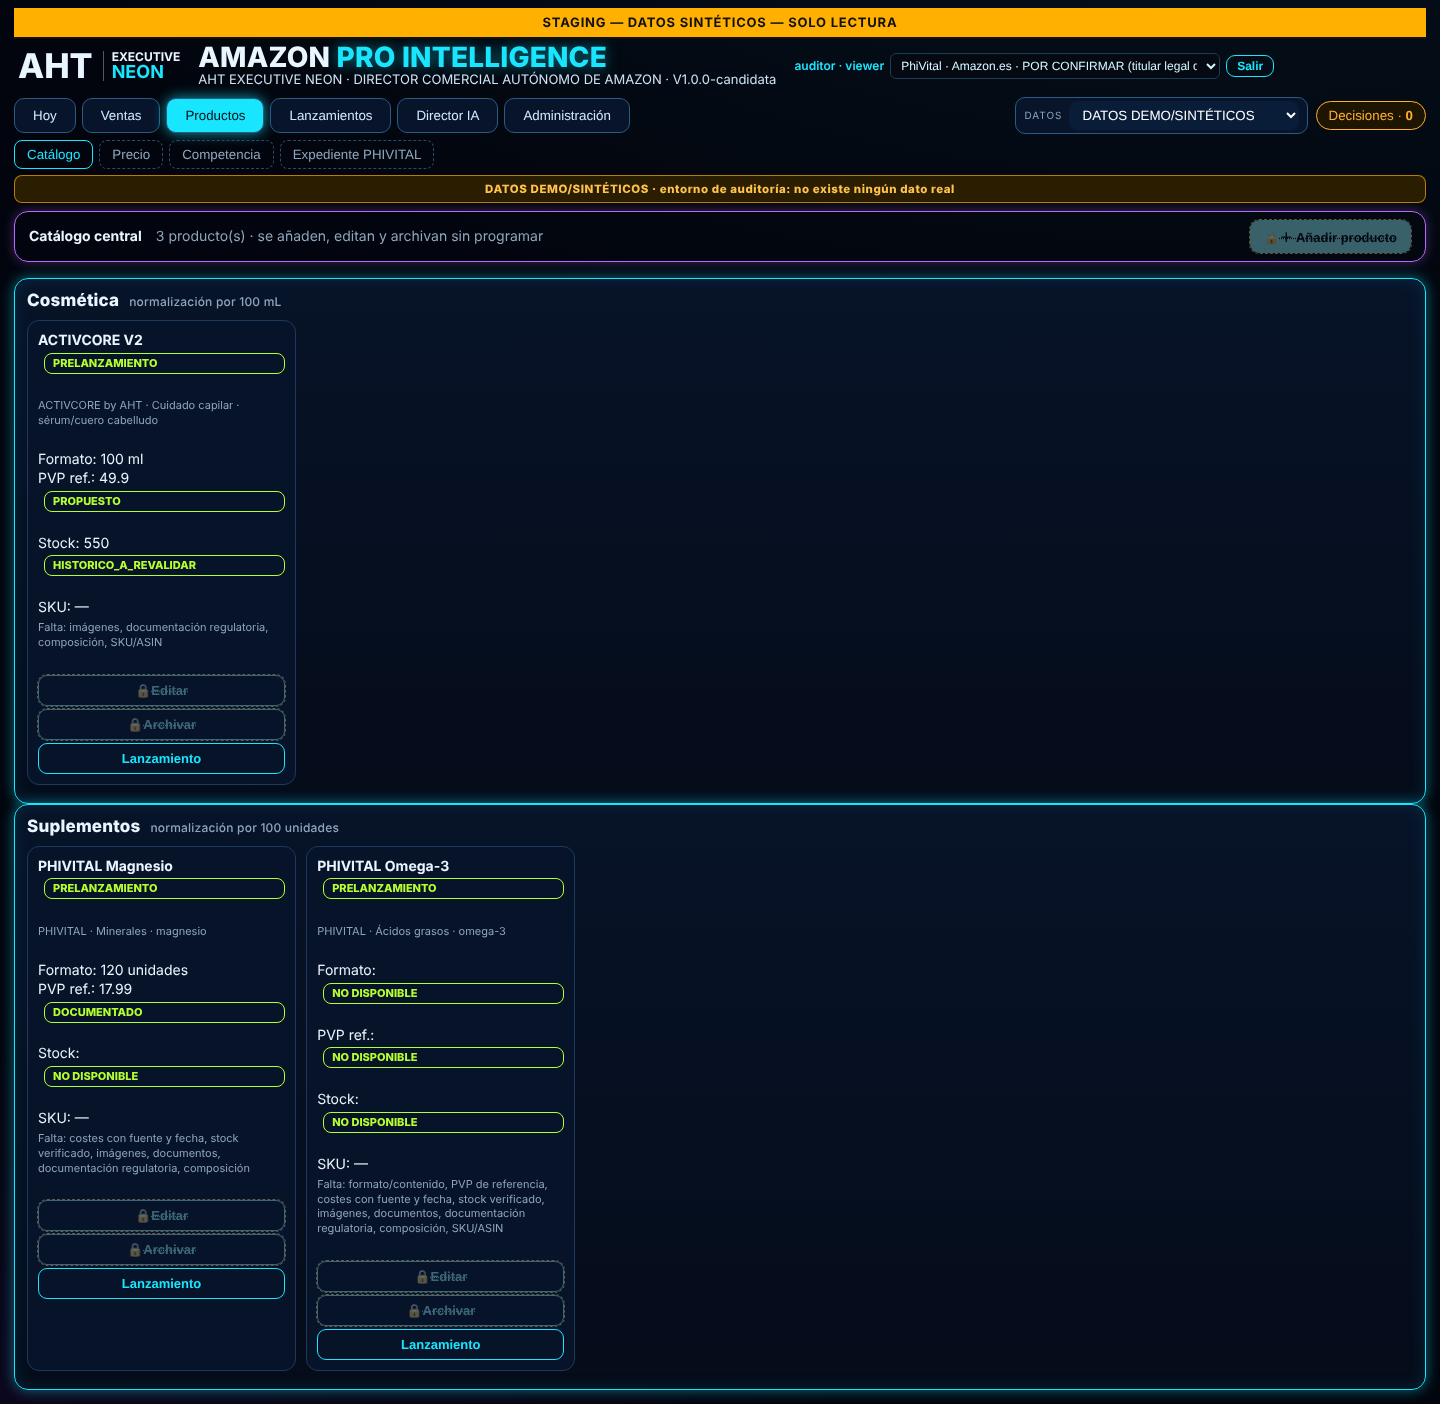 STAGING — DATOS SINTÉTICOS — SOLO LECTURA
AHT EXECUTIVE NEON
AMAZON PRO INTELLIGENCE
AHT EXECUTIVE NEON · DIRECTOR COMERCIAL AUTÓNOMO DE AMAZON · V1.0.0-candidata
auditor · viewer
PhiVital · Amazon.es · POR CONFIRMAR (titular legal c
Salir
Hoy
Ventas
Productos
Lanzamientos
Director IA
Administración
DATOS
DATOS DEMO/SINTÉTICOS
Decisiones · 0
Catálogo
Precio
Competencia
Expediente PHIVITAL
DATOS DEMO/SINTÉTICOS · entorno de auditoría: no existe ningún dato real
Catálogo central 3 producto(s) · se añaden, editan y archivan sin programar
🔒＋ Añadir producto
Cosmética normalización por 100 mL
ACTIVCORE V2
PRELANZAMIENTO
ACTIVCORE by AHT · Cuidado capilar ·
sérum/cuero cabelludo
Formato: 100 ml
PVP ref.: 49.9
PROPUESTO
Stock: 550
HISTORICO_A_REVALIDAR
SKU: —
Falta: imágenes, documentación regulatoria,
composición, SKU/ASIN
🔒Editar
🔒Archivar
Lanzamiento
Suplementos normalización por 100 unidades
PHIVITAL Magnesio
PRELANZAMIENTO
PHIVITAL · Minerales · magnesio
Formato: 120 unidades
PVP ref.: 17.99
DOCUMENTADO
Stock:
NO DISPONIBLE
SKU: —
Falta: costes con fuente y fecha, stock
verificado, imágenes, documentos,
documentación regulatoria, composición
🔒Editar
🔒Archivar
Lanzamiento
PHIVITAL Omega-3
PRELANZAMIENTO
PHIVITAL · Ácidos grasos · omega-3
Formato:
NO DISPONIBLE
PVP ref.:
NO DISPONIBLE
Stock:
NO DISPONIBLE
SKU: —
Falta: formato/contenido, PVP de referencia,
costes con fuente y fecha, stock verificado,
imágenes, documentos, documentación
regulatoria, composición, SKU/ASIN
🔒Editar
🔒Archivar
Lanzamiento